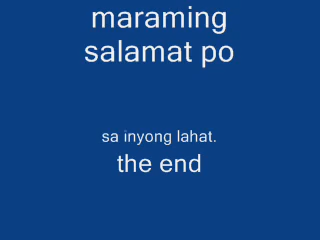 maraming
salamat po
sa inyong lahat.
the end